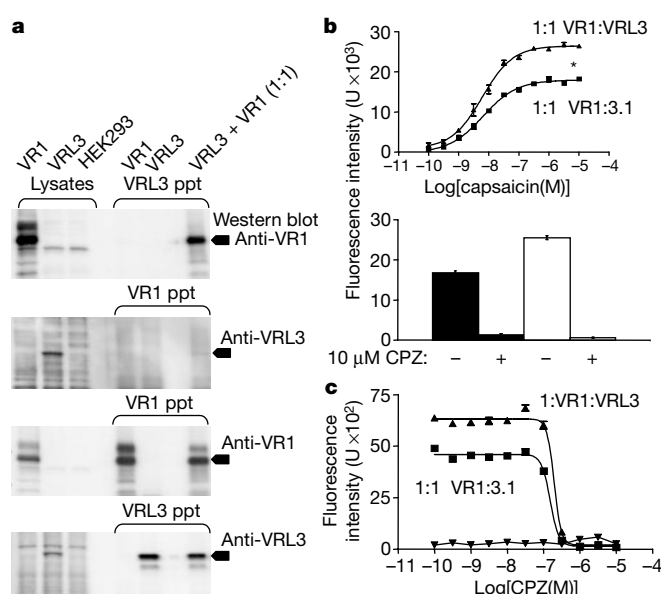 a
VR1
VRL3
HEK293
VR1
VRL3
VRL3 + VR1 (1:1)
Lysates
VRL3 ppt
Western blot
Anti-VR1
VR1 ppt
Anti-VRL3
VR1 ppt
Anti-VR1
VRL3 ppt
Anti-VRL3
b
Fluorescence intensity (U ×10³)
30
20
10
0
1:1 VR1:VRL3
*
1:1 VR1:3.1
−11 −10 −9 −8 −7 −6 −5 −4
Log[capsaicin(M)]
30
20
10
0
10 μM CPZ: − + − +
c
Fluorescence
intensity (U ×10²)
75
50
25
0
1:VR1:VRL3
1:1 VR1:3.1
−11 −10 −9 −8 −7 −6 −5 −4
Log[CPZ(M)]